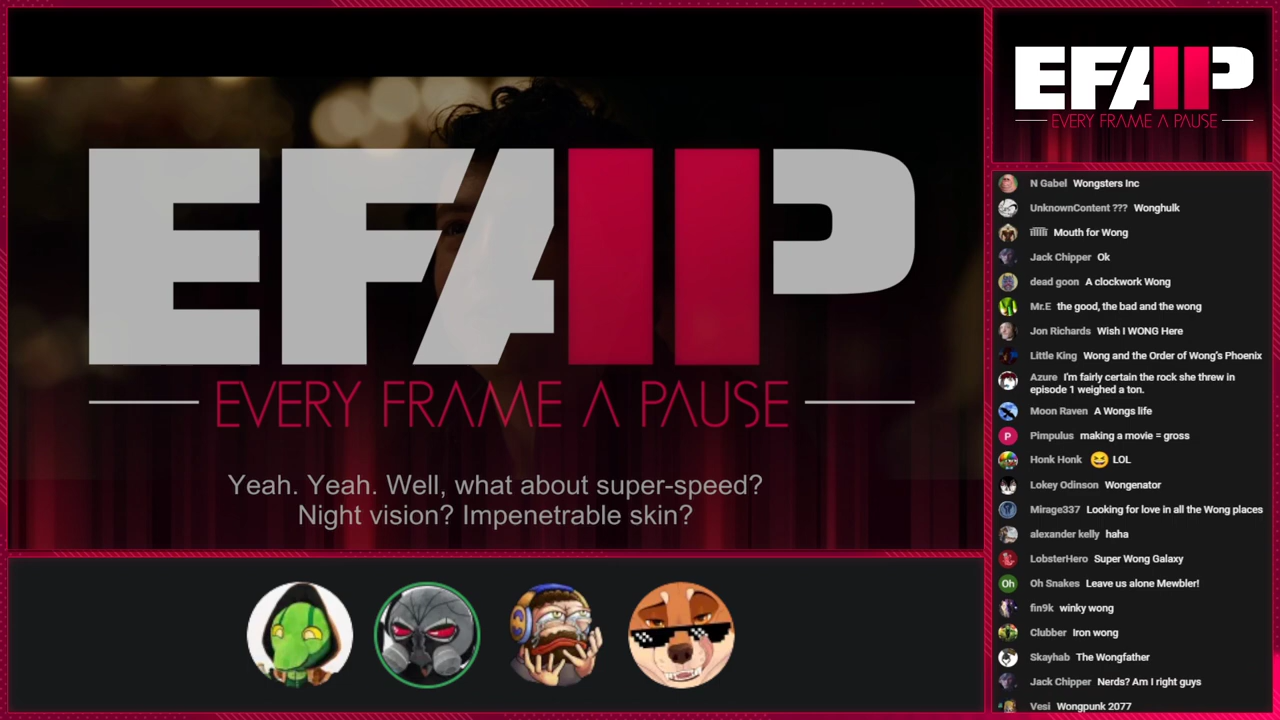 EFAP
EVERY FRAME A PAUSE
Yeah. Yeah. Well, what about super-speed?
Night vision? Impenetrable skin?
EFAP
EVERY FRAME A PAUSE
N Gabel Wongsters Inc
UnknownContent ??? Wonghulk
Mouth for Wong
Jack Chipper Ok
dead goon A clockwork Wong
Mr.E the good, the bad and the wong
Jon Richards Wish I WONG Here
Little King Wong and the Order of Wong's Phoenix
Azure I'm fairly certain the rock she threw in
episode 1 weighed a ton.
Moon Raven A Wongs life
P
Pimpulus making a movie = gross
Honk Honk 😆 LOL
Lokey Odinson Wongenator
Mirage337 Looking for love in all the Wong places
alexander kelly haha
LobsterHero Super Wong Galaxy
Oh
Oh Snakes Leave us alone Mewbler!
fin9k winky wong
Clubber Iron wong
Skayhab The Wongfather
Jack Chipper Nerds? Am I right guys
Vesi Wongpunk 2077